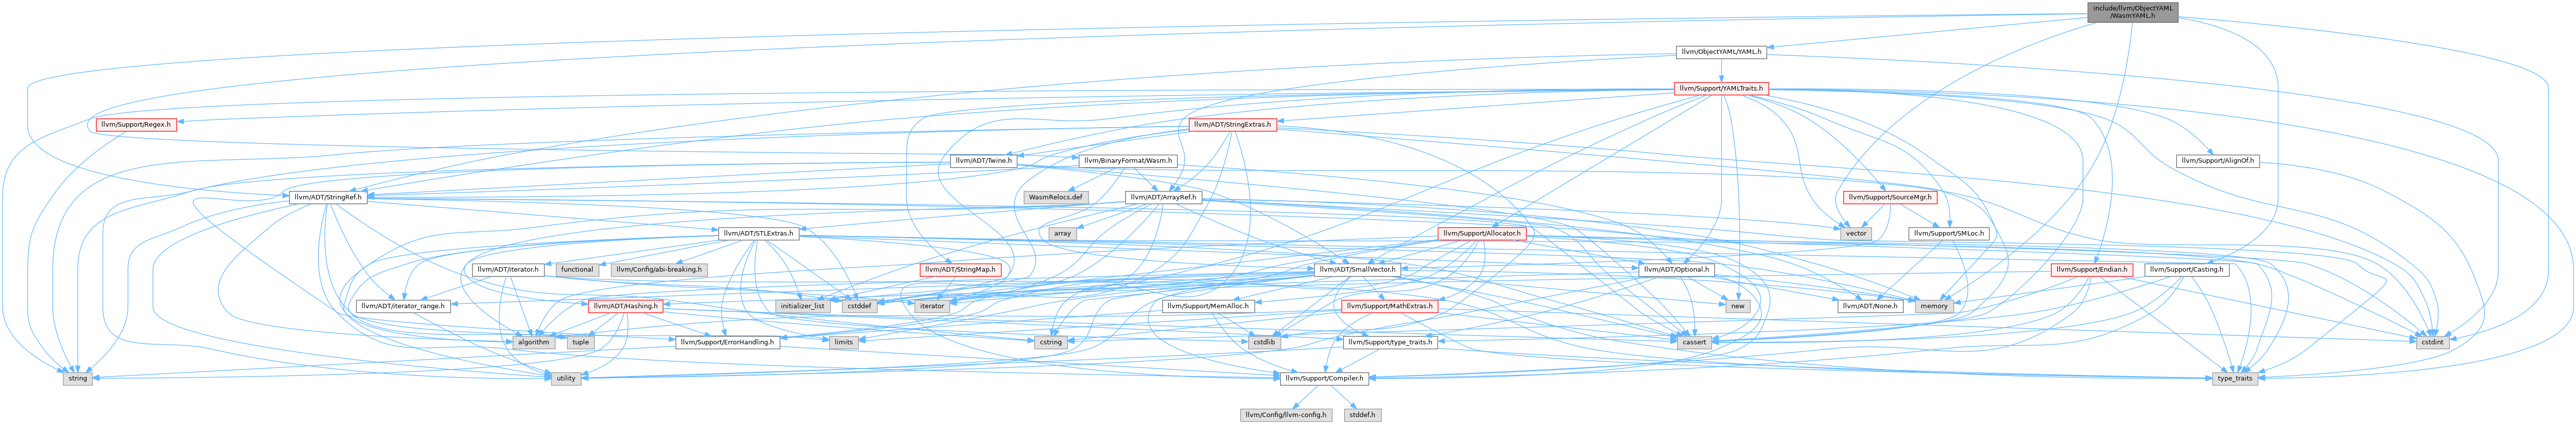 include/llvm/ObjectYAML
/WasmYAML.h
llvm/ObjectYAML/YAML.h
llvm/Support/YAMLTraits.h
llvm/Support/Regex.h
llvm/ADT/StringExtras.h
llvm/ADT/Twine.h
llvm/BinaryFormat/Wasm.h
llvm/Support/AlignOf.h
llvm/ADT/StringRef.h
WasmRelocs.def
llvm/ADT/ArrayRef.h
llvm/Support/SourceMgr.h
llvm/ADT/STLExtras.h
array
llvm/Support/Allocator.h
vector
llvm/Support/SMLoc.h
llvm/ADT/iterator.h
functional
llvm/Config/abi-breaking.h
llvm/ADT/StringMap.h
llvm/ADT/SmallVector.h
llvm/ADT/Optional.h
llvm/Support/Endian.h
llvm/Support/Casting.h
llvm/ADT/iterator_range.h
llvm/ADT/Hashing.h
initializer_list
cstddef
iterator
llvm/Support/MemAlloc.h
llvm/Support/MathExtras.h
new
llvm/ADT/None.h
memory
algorithm
tuple
llvm/Support/ErrorHandling.h
limits
cstring
cstdlib
llvm/Support/type_traits.h
cassert
cstdint
string
utility
llvm/Support/Compiler.h
type_traits
llvm/Config/llvm-config.h
stddef.h